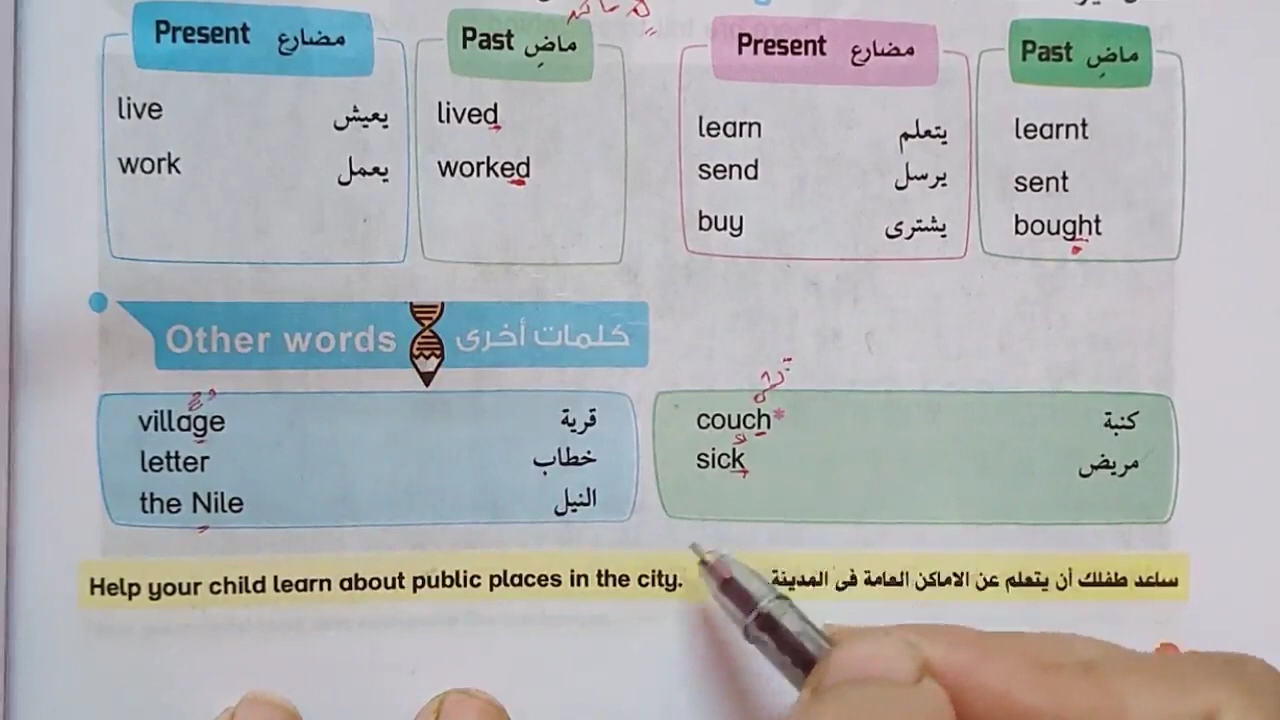 Present مضارع
Past ماضٍ
live يعيش lived
work يعمل worked
Present مضارع
Past ماضٍ
learn يتعلم learnt
send يرسل sent
buy يشترى bought
Other words كلمات أخرى
village قرية
letter خطاب
the Nile النيل
couch* كنبة
sick مريض
Help your child learn about public places in the city.
ساعد طفلك أن يتعلم عن الاماكن العامة فى المدينة